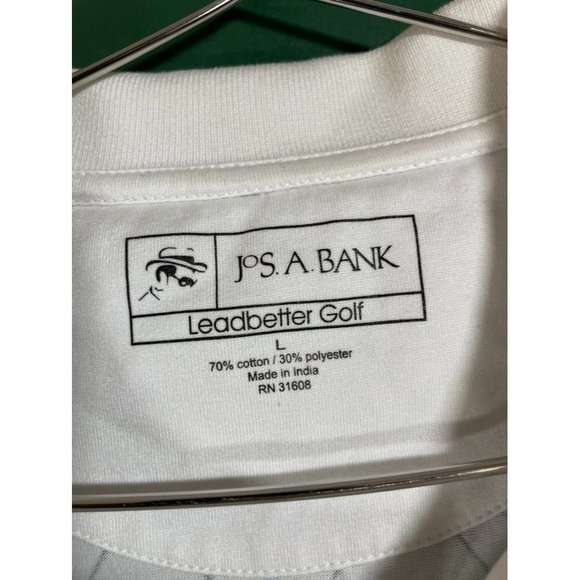 JoS. A. BANK
Leadbetter Golf
L
70% cotton / 30% polyester
Made in India
RN 31608